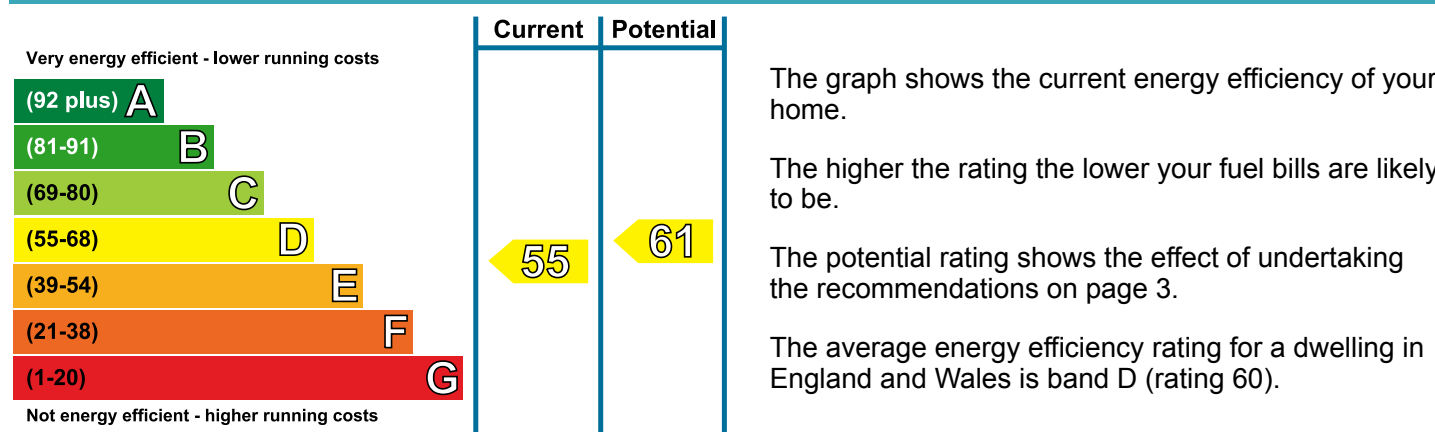 Current Potential
Very energy efficient - lower running costs
(92 plus) A
(81-91) B
(69-80) C
(55-68) D
(39-54) E
(21-38) F
(1-20) G
Not energy efficient - higher running costs
55
61
The graph shows the current energy efficiency of your
home.
The higher the rating the lower your fuel bills are likely
to be.
The potential rating shows the effect of undertaking
the recommendations on page 3.
The average energy efficiency rating for a dwelling in
England and Wales is band D (rating 60).